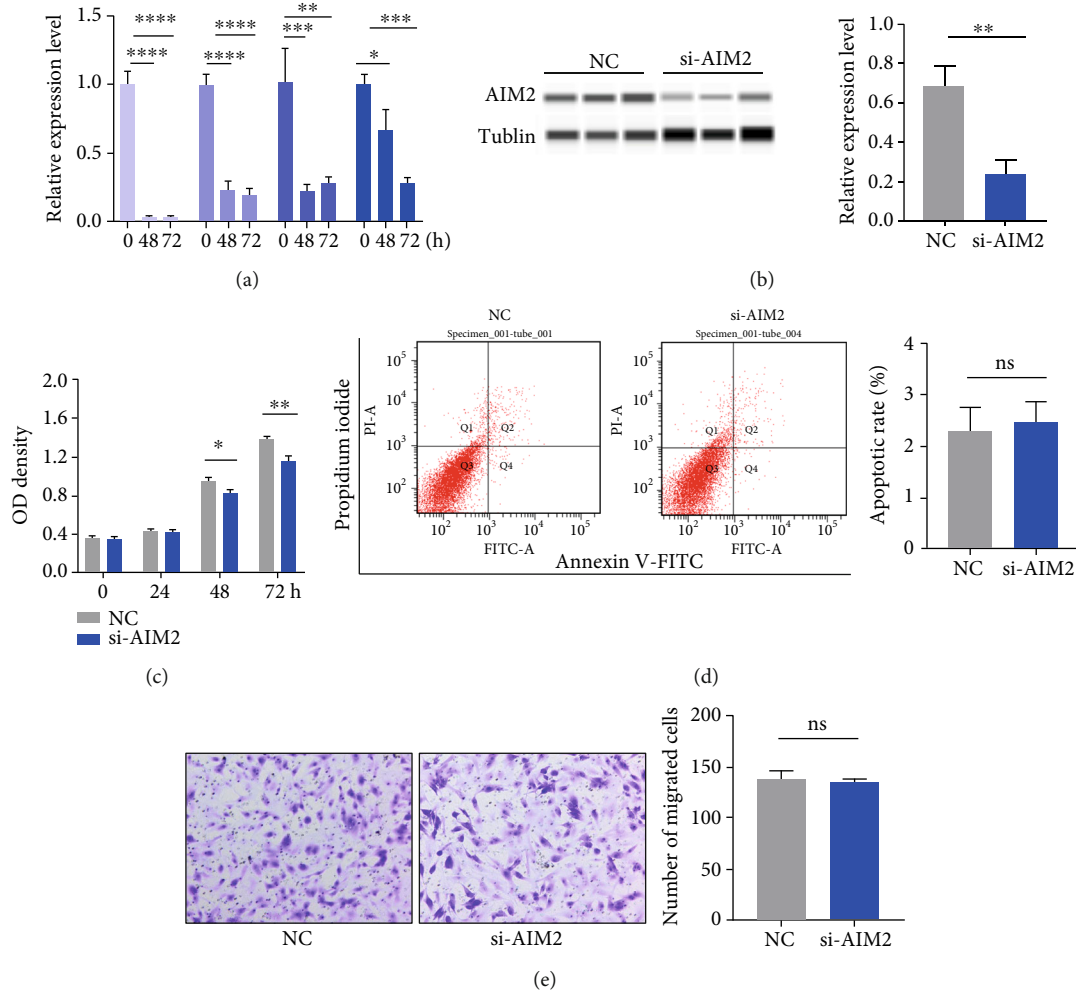 Relative expression level
1.5
1.0
0.5
0.0
**** **** ** ***
**** **** *** *
0 48 72 0 48 72 0 48 72 0 48 72 (h)
(a)
NC si-AIM2
AIM2
Tublin
Relative expression level
1.0
0.8
0.6
0.4
0.2
0.0
**
NC si-AIM2
(b)
OD density
2.0
1.6
1.2
0.8
0.4
0.0
* **
0 24 48 72 h
NC
si-AIM2
(c)
Propidium iodide
NC
Specimen_001-tube_001
PI-A
10⁵
10⁴
10³
10²
Q1 Q2
Q3 Q4
10² 10³ 10⁴ 10⁵
FITC-A
si-AIM2
Specimen_001-tube_004
PI-A
10⁵
10⁴
10³
10²
Q1 Q2
Q3 Q4
10² 10³ 10⁴ 10⁵
FITC-A
Annexin V-FITC
Apoptotic rate (%)
4
3
2
1
0
ns
NC si-AIM2
(d)
NC si-AIM2
Number of migrated cells
200
150
100
50
0
ns
NC si-AIM2
(e)